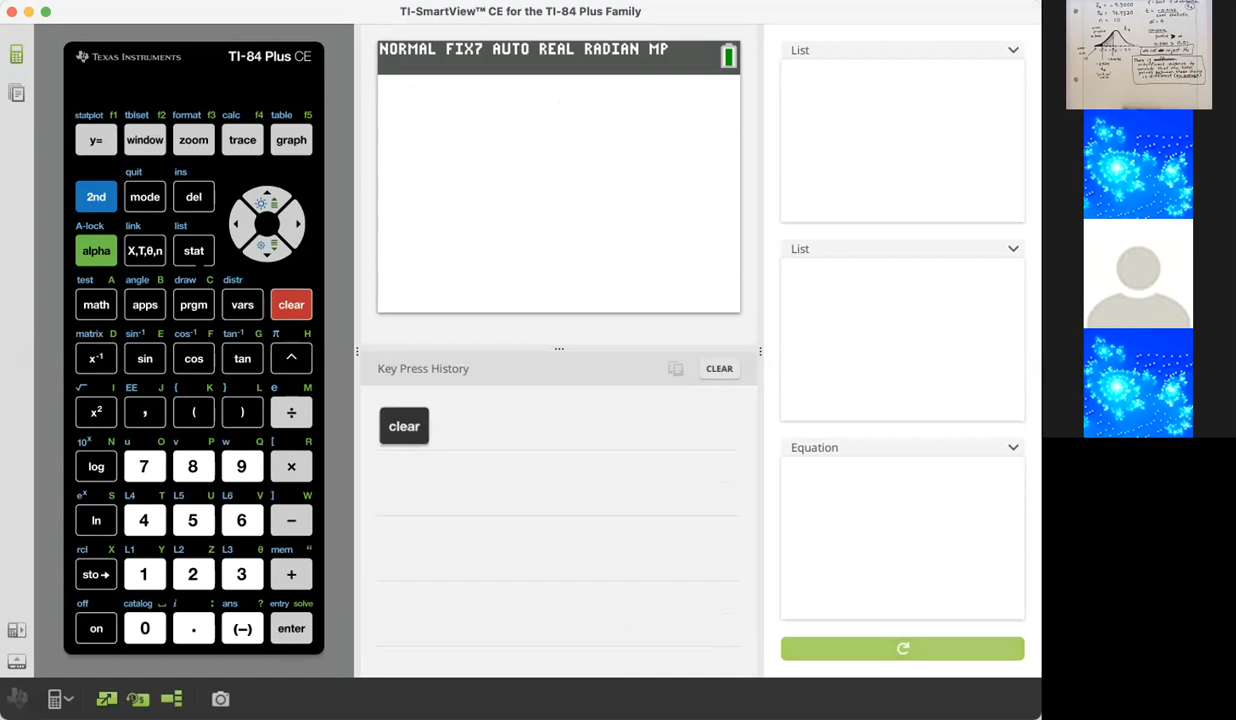 TI-SmartView™ CE for the TI-84 Plus Family
TEXAS INSTRUMENTS TI-84 Plus CE
statplot f1 tblset f2 format f3 calc f4 table f5
y= window zoom trace graph
quit ins
2nd mode del
A-lock link list
alpha X,T,θ,n stat
test A angle B draw C distr
math apps prgm vars clear
matrix D sin-1 E cos-1 F tan-1 G π H
x-1 sin cos tan ^
√ I EE J { K } L e M
x2 , ( ) ÷
10x N u O v P w Q [ R
log 7 8 9 ×
ex S L4 T L5 U L6 V ] W
ln 4 5 6 −
rcl X L1 Y L2 Z L3 θ mem “
sto→ 1 2 3 +
off catalog ⎵ i : ans ? entry solve
on 0 . (−) enter
NORMAL FIX7 AUTO REAL RADIAN MP
Key Press History
CLEAR
clear
List
List
Equation
n = 10